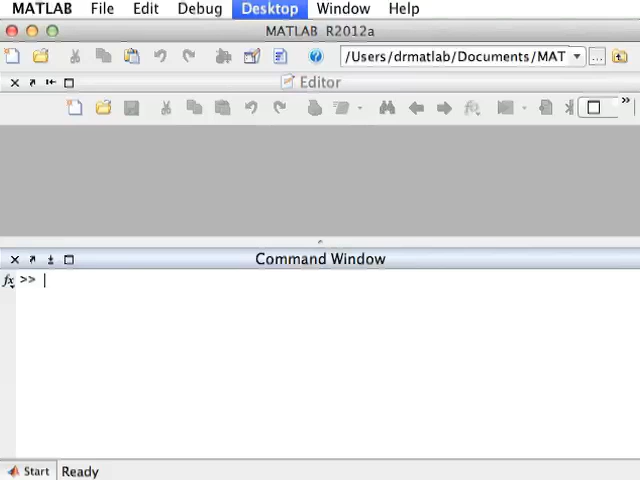 MATLAB File Edit Debug Desktop Window Help
MATLAB R2012a
/Users/drmatlab/Documents/MAT ...
Editor
»
Command Window
fx >>
Start Ready